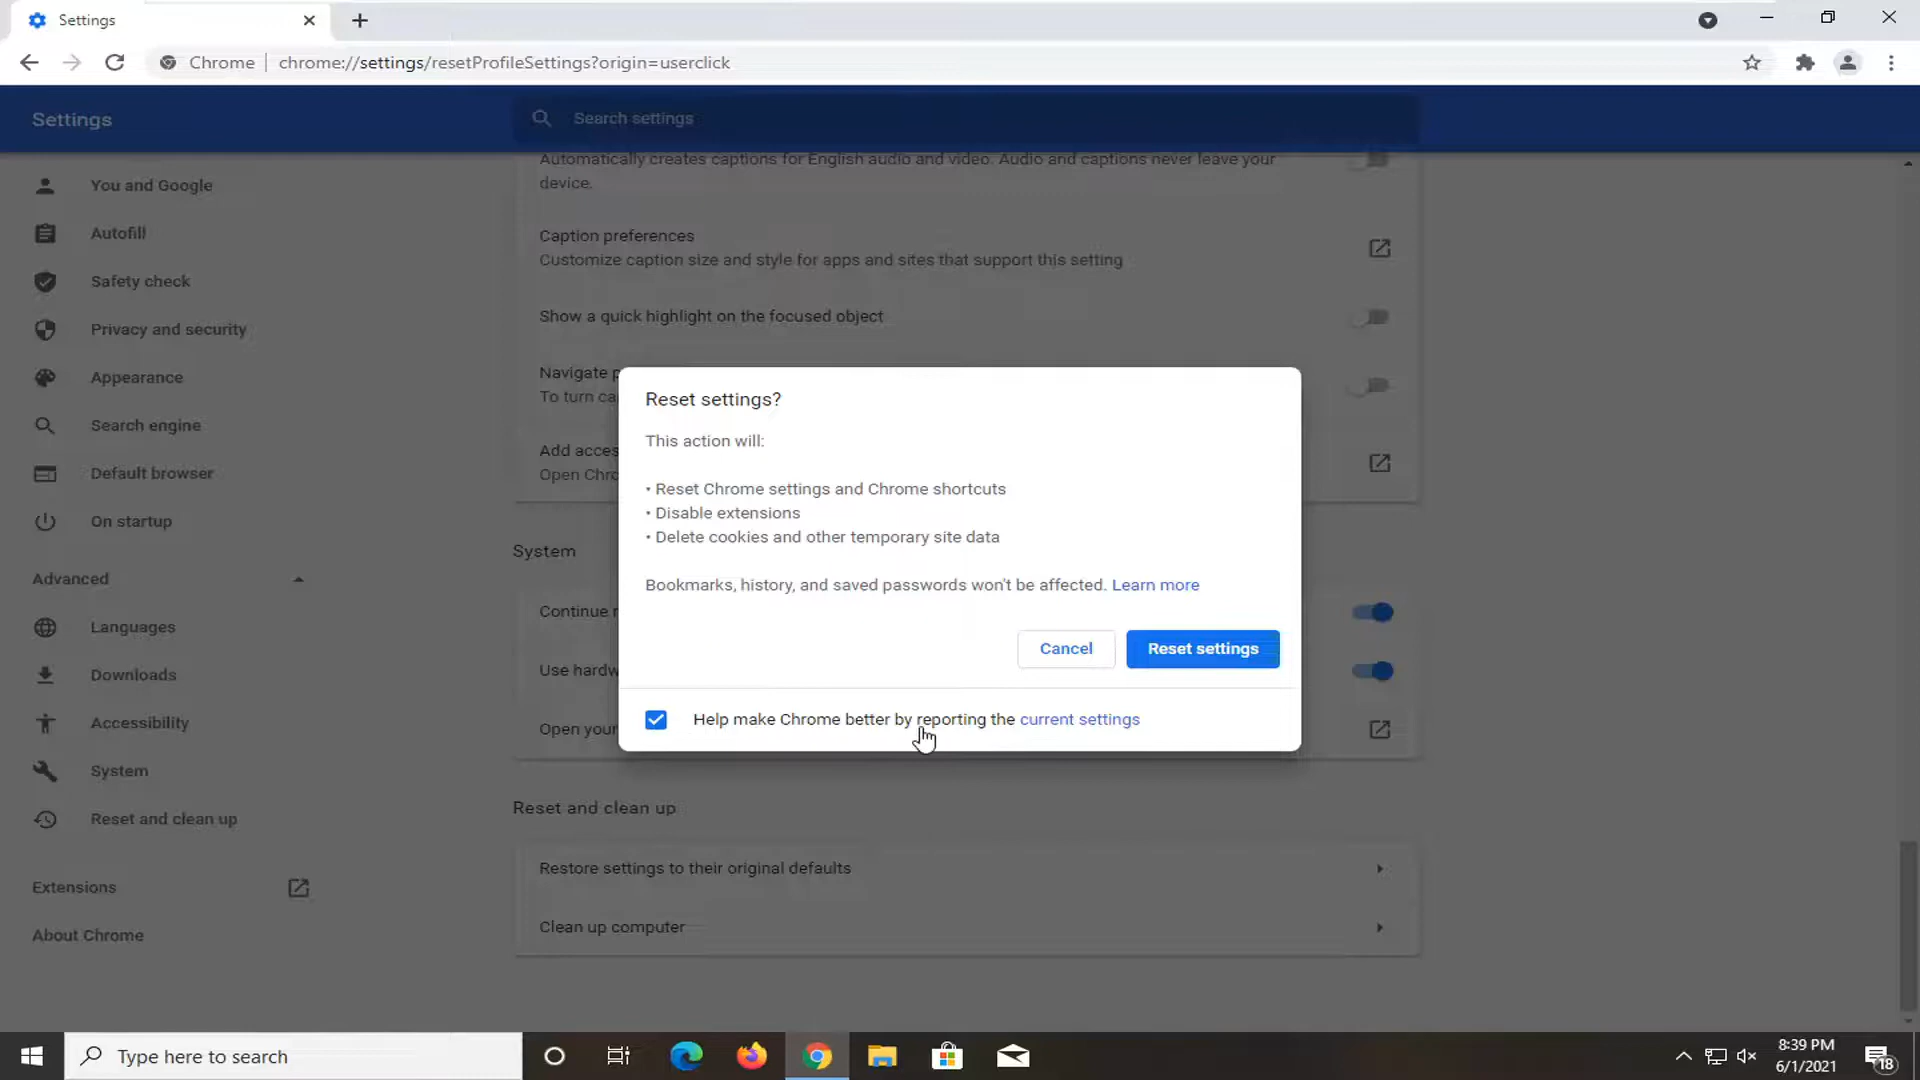 Settings
Chrome
chrome://settings/resetProfileSettings?origin=userclick
Settings
Search settings
You and Google
Autofill
Safety check
Privacy and security
Appearance
Search engine
Default browser
On startup
Advanced
Languages
Downloads
Accessibility
System
Reset and clean up
Extensions
About Chrome
Automatically creates captions for English audio and video. Audio and captions never leave your
device.
Caption preferences
Customize caption size and style for apps and sites that support this setting
Show a quick highlight on the focused object
Navigate p
To turn ca
Add acces
Open Chro
System
Continue r
Use hardw
Open your
Reset settings?
This action will:
• Reset Chrome settings and Chrome shortcuts
• Disable extensions
• Delete cookies and other temporary site data
Bookmarks, history, and saved passwords won't be affected. Learn more
Cancel
Reset settings
Help make Chrome better by reporting the current settings
Reset and clean up
Restore settings to their original defaults
Clean up computer
Type here to search
8:39 PM
6/1/2021
18